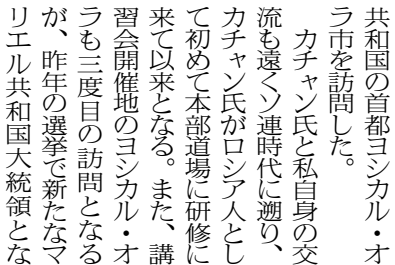 共和国の首都ヨシカル・オ
ラ市を訪問した。
　カチャン氏と私自身の交
流も遠くソ連時代に遡り、
カチャン氏がロシア人とし
て初めて本部道場に研修に
来て以来となる。また、講
習会開催地のヨシカル・オ
ラも三度目の訪問となる
が、昨年の選挙で新たなマ
リエル共和国大統領とな